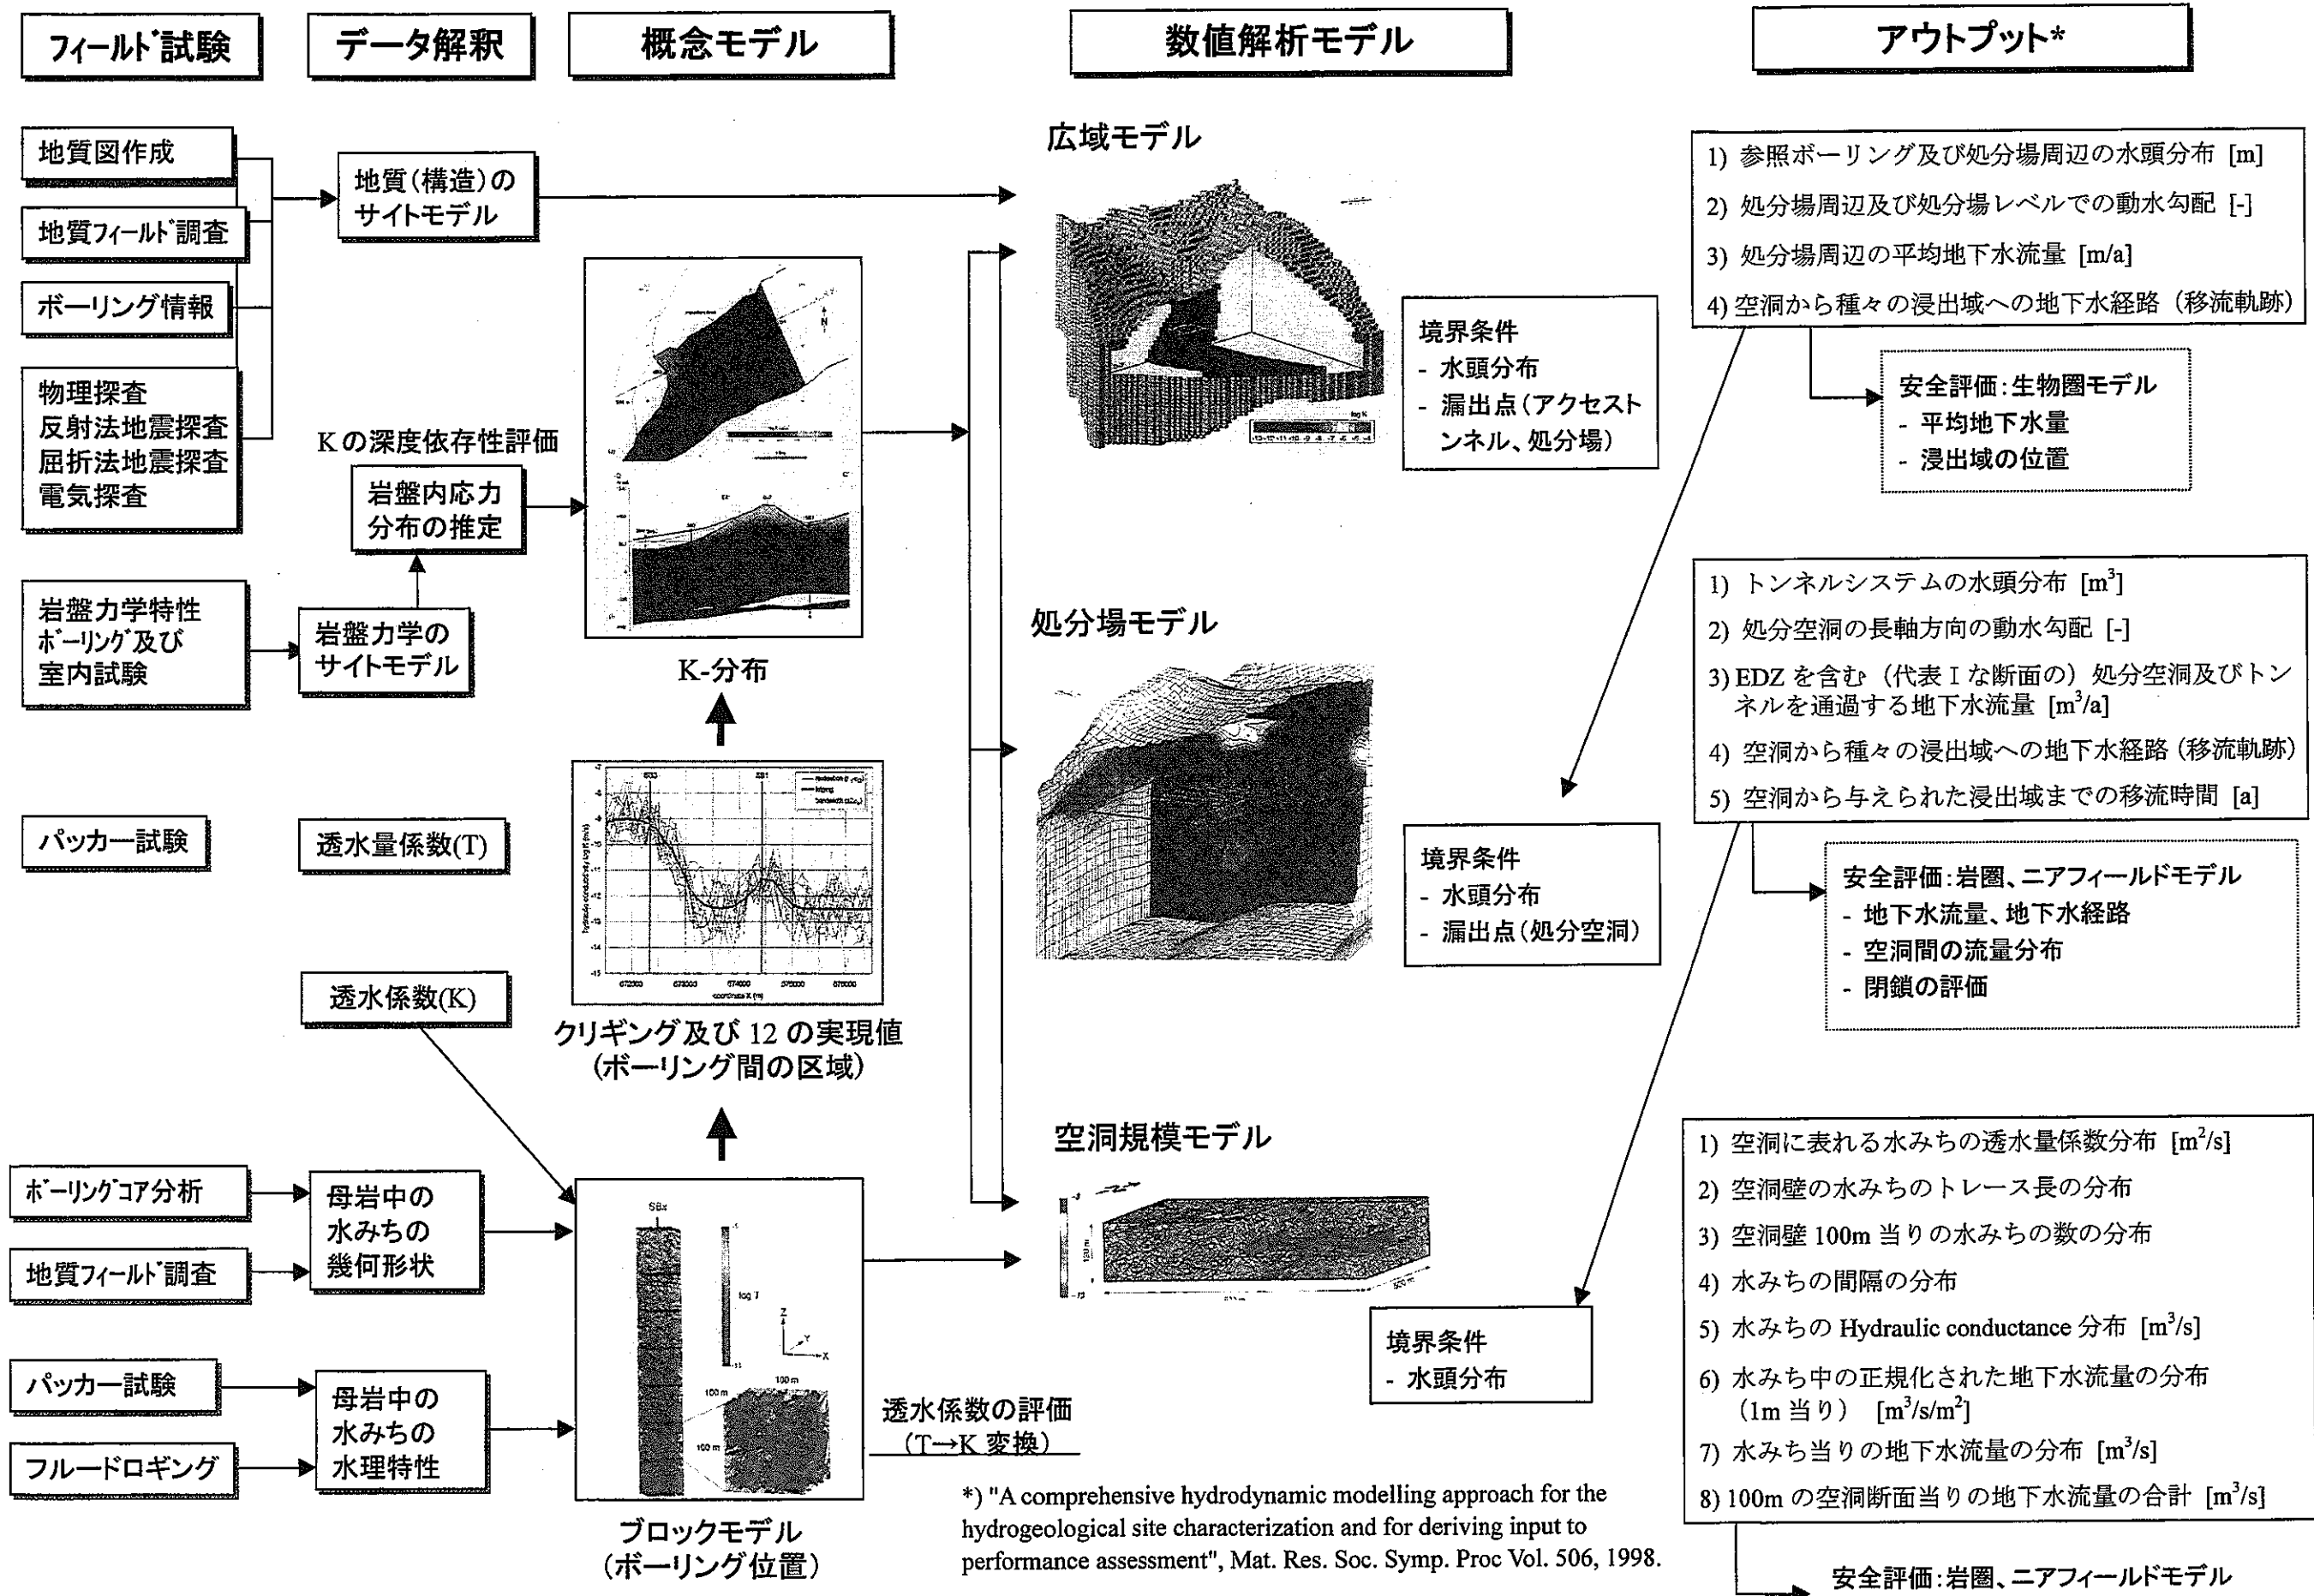 フィールド試験
データ解釈
概念モデル
数値解析モデル
アウトプット*
地質図作成
地質フィールド調査
ボーリング情報
物理探査
反射法地震探査
屈折法地震探査
電気探査
岩盤力学特性
ボーリング及び
室内試験
パッカー試験
ボーリングコア分析
地質フィールド調査
パッカー試験
フルードロギング
地質(構造)の
サイトモデル
Kの深度依存性評価
岩盤内応力
分布の推定
岩盤力学の
サイトモデル
透水量係数(T)
透水係数(K)
母岩中の
水みちの
幾何形状
母岩中の
水みちの
水理特性
N
K-分布
-7
-8
-9
-10
-11
-12
-13
-14
-15
672000
673000
674000
675000
676000
coordinate X (m)
クリギング及び 12 の実現値
(ボーリング間の区域)
SBx
log T
Z
Y
X
100 m
100 m
100 m
ブロックモデル
(ボーリング位置)
透水係数の評価
(T→K 変換)
広域モデル
log K
境界条件
- 水頭分布
- 漏出点(アクセスト
ンネル、処分場)
処分場モデル
境界条件
- 水頭分布
- 漏出点(処分空洞)
空洞規模モデル
境界条件
- 水頭分布
*) "A comprehensive hydrodynamic modelling approach for the
hydrogeological site characterization and for deriving input to
performance assessment", Mat. Res. Soc. Symp. Proc Vol. 506, 1998.
1) 参照ボーリング及び処分場周辺の水頭分布 [m]
2) 処分場周辺及び処分場レベルでの動水勾配 [-]
3) 処分場周辺の平均地下水流量 [m/a]
4) 空洞から種々の浸出域への地下水経路（移流軌跡）
安全評価:生物圏モデル
- 平均地下水量
- 浸出域の位置
1) トンネルシステムの水頭分布 [m³]
2) 処分空洞の長軸方向の動水勾配 [-]
3) EDZ を含む（代表 I な断面の）処分空洞及びトン
ネルを通過する地下水流量 [m³/a]
4) 空洞から種々の浸出域への地下水経路（移流軌跡）
5) 空洞から与えられた浸出域までの移流時間 [a]
安全評価:岩圏、ニアフィールドモデル
- 地下水流量、地下水経路
- 空洞間の流量分布
- 閉鎖の評価
1) 空洞に表れる水みちの透水量係数分布 [m²/s]
2) 空洞壁の水みちのトレース長の分布
3) 空洞壁 100m 当りの水みちの数の分布
4) 水みちの間隔の分布
5) 水みちの Hydraulic conductance 分布 [m³/s]
6) 水みち中の正規化された地下水流量の分布
（1m 当り） [m³/s/m²]
7) 水みち当りの地下水流量の分布 [m³/s]
8) 100m の空洞断面当りの地下水流量の合計 [m³/s]
安全評価:岩圏、ニアフィールドモデル